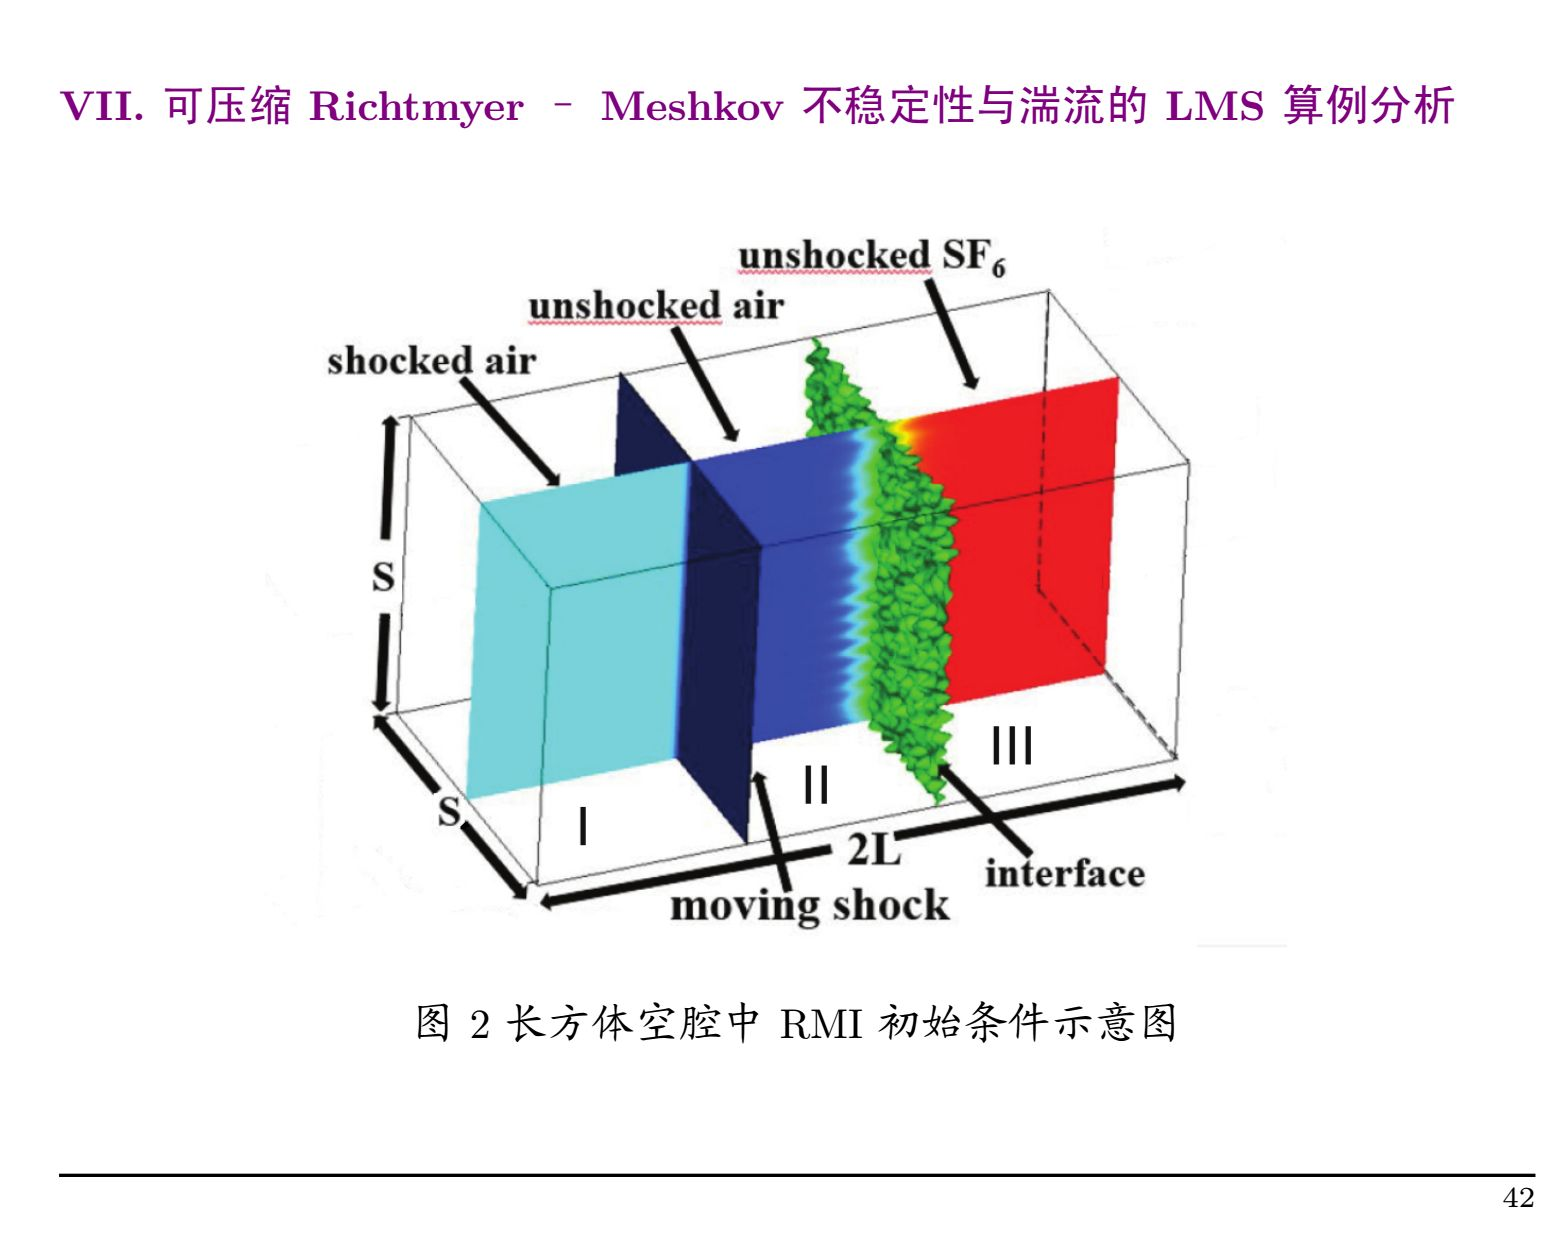 VII. 可压缩 Richtmyer - Meshkov 不稳定性与湍流的 LMS 算例分析
unshocked SF6
unshocked air
shocked air
S
S
I
II
III
2L
interface
moving shock
图 2 长方体空腔中 RMI 初始条件示意图
42